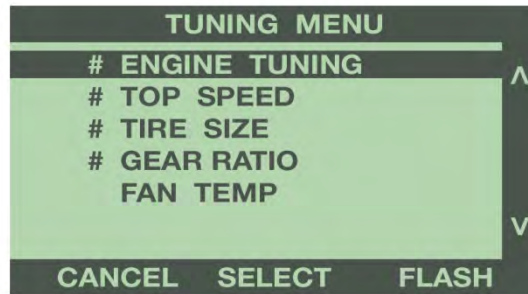 TUNING MENU
# ENGINE TUNING
# TOP SPEED
# TIRE SIZE
# GEAR RATIO
FAN TEMP
CANCEL SELECT FLASH